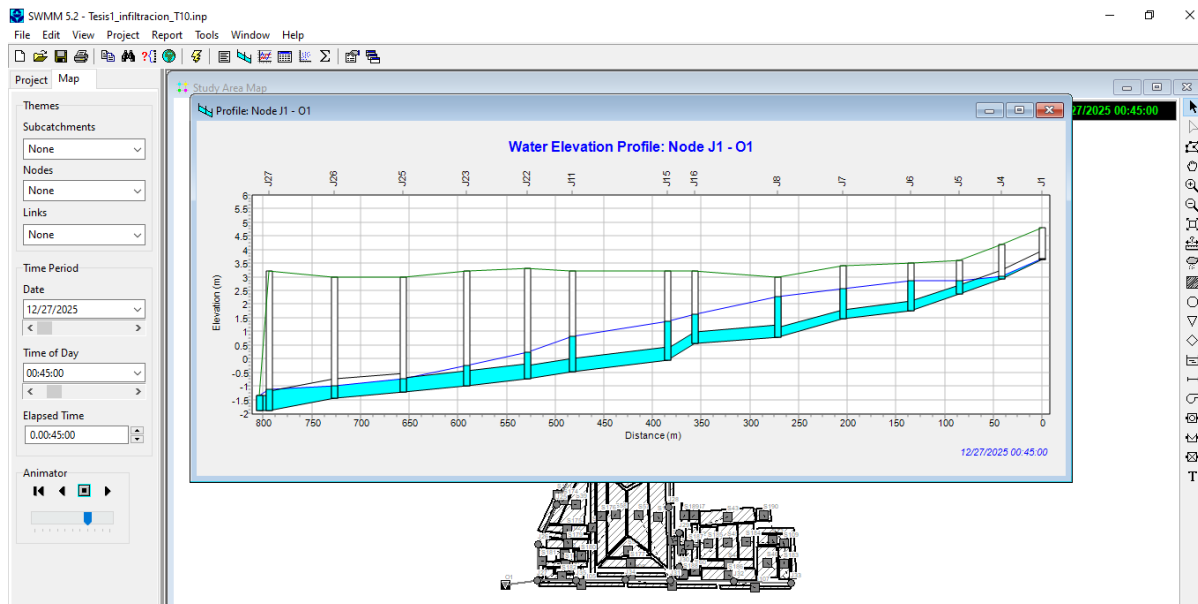 SWMM 5.2 - Tesis1_infiltracion_T10.inp
File Edit View Project Report Tools Window Help
Project Map
Study Area Map
27/2025 00:45:00
Profile: Node J1 - O1
Themes
Subcatchments
None
Nodes
None
Links
None
Time Period
Date
12/27/2025
Time of Day
00:45:00
Elapsed Time
0.00:45:00
Animator
Water Elevation Profile: Node J1 - O1
J27 J26 J25 J23 J22 J11 J15 J16 J8 J7 J6 J5 J4 J1
6
5.5
5
4.5
4
3.5
3
2.5
2
1.5
1
0.5
0
-0.5
-1
-1.5
-2
Elevation (m)
800 750 700 650 600 550 500 450 400 350 300 250 200 150 100 50 0
Distance (m)
12/27/2025 00:45:00
T
O1